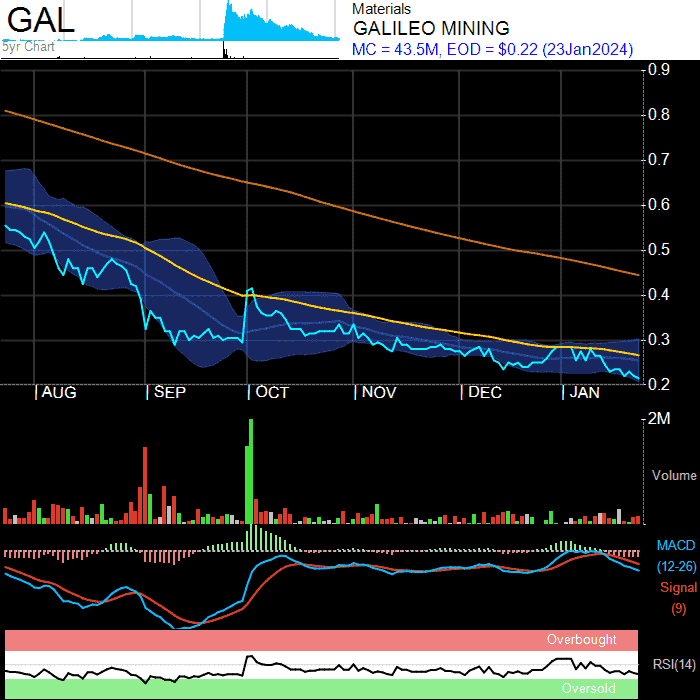 GAL
5yr Chart
Materials
GALILEO MINING
MC = 43.5M, EOD = $0.22 (23Jan2024)
0.9
0.8
0.7
0.6
0.5
0.4
0.3
0.2
| AUG | SEP | OCT | NOV | DEC | JAN
2M
Volume
MACD
(12-26)
Signal
(9)
Overbought
RSI(14)
Oversold